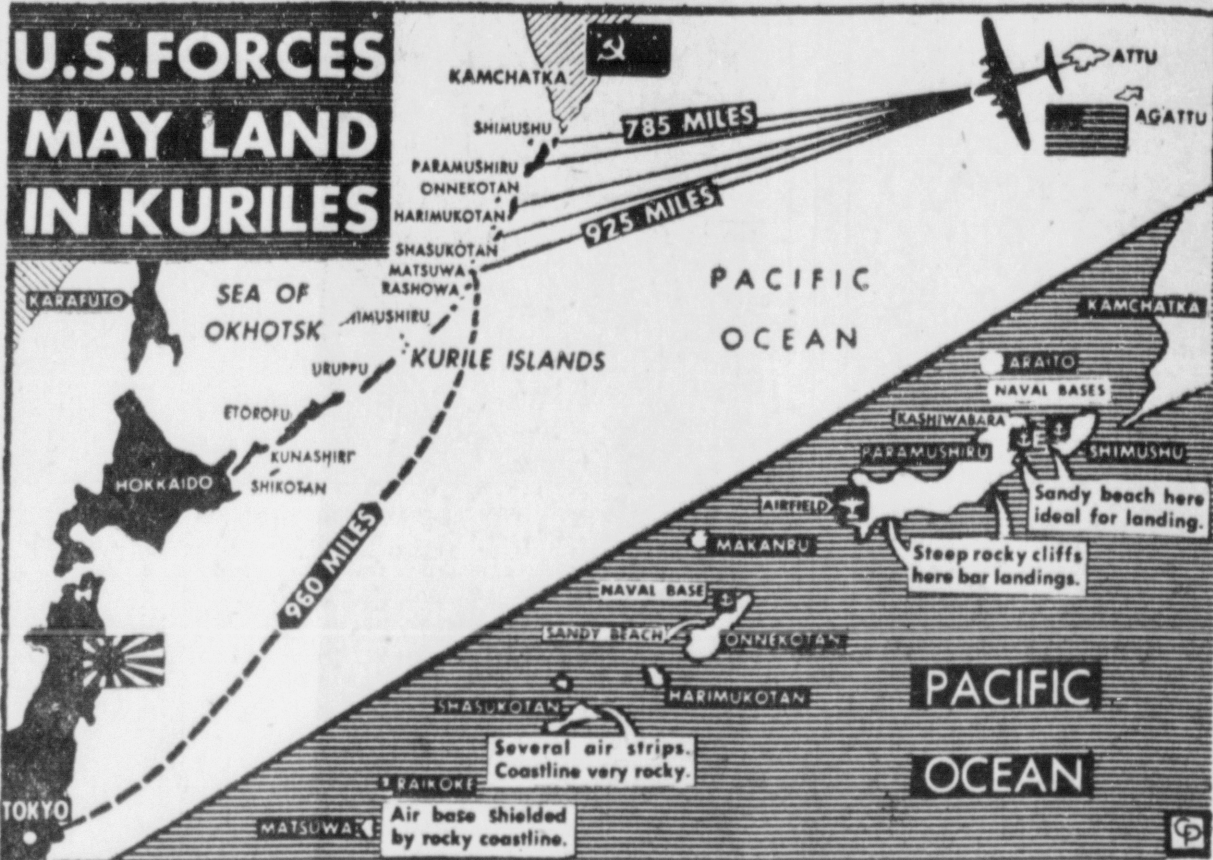 U.S. FORCES
MAY LAND
IN KURILES
KAMCHATKA
ATTU
AGATTU
SHIMUSHU
785 MILES
PARAMUSHIRU
ONNEKOTAN
HARIMUKOTAN
925 MILES
SHASUKOTAN
MATSUWA
RASHOWA
KARAFUTO
SEA OF
OKHOTSK
IMUSHIRU
KURILE ISLANDS
URUPPU
ETOROFU
KUNASHIRI
SHIKOTAN
HOKKAIDO
PACIFIC
OCEAN
960 MILES
TOKYO
KAMCHATKA
ARAITO
NAVAL BASES
KASHIWABARA
PARAMUSHIRU
SHIMUSHU
AIRFIELD
Sandy beach here
ideal for landing.
Steep rocky cliffs
here bar landings.
MAKANRU
NAVAL BASE
SANDY BEACH
ONNEKOTAN
HARIMUKOTAN
SHASUKOTAN
Several air strips.
Coastline very rocky.
RAIKOKE
Air base shielded
by rocky coastline.
MATSUWA
PACIFIC
OCEAN
CP